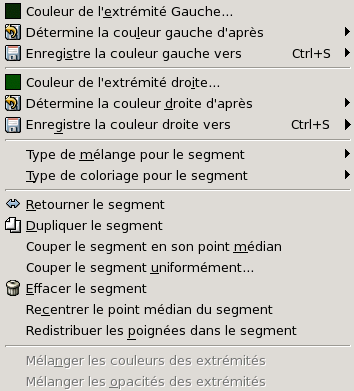 Couleur de l'extrémité Gauche...
Détermine la couleur gauche d'après
Enregistre la couleur gauche vers Ctrl+S
Couleur de l'extrémité droite...
Détermine la couleur droite d'après
Enregistre la couleur droite vers Ctrl+S
Type de mélange pour le segment
Type de coloriage pour le segment
Retourner le segment
Dupliquer le segment
Couper le segment en son point médian
Couper le segment uniformément...
Effacer le segment
Recentrer le point médian du segment
Redistribuer les poignées dans le segment
Mélanger les couleurs des extrémités
Mélanger les opacités des extrémités